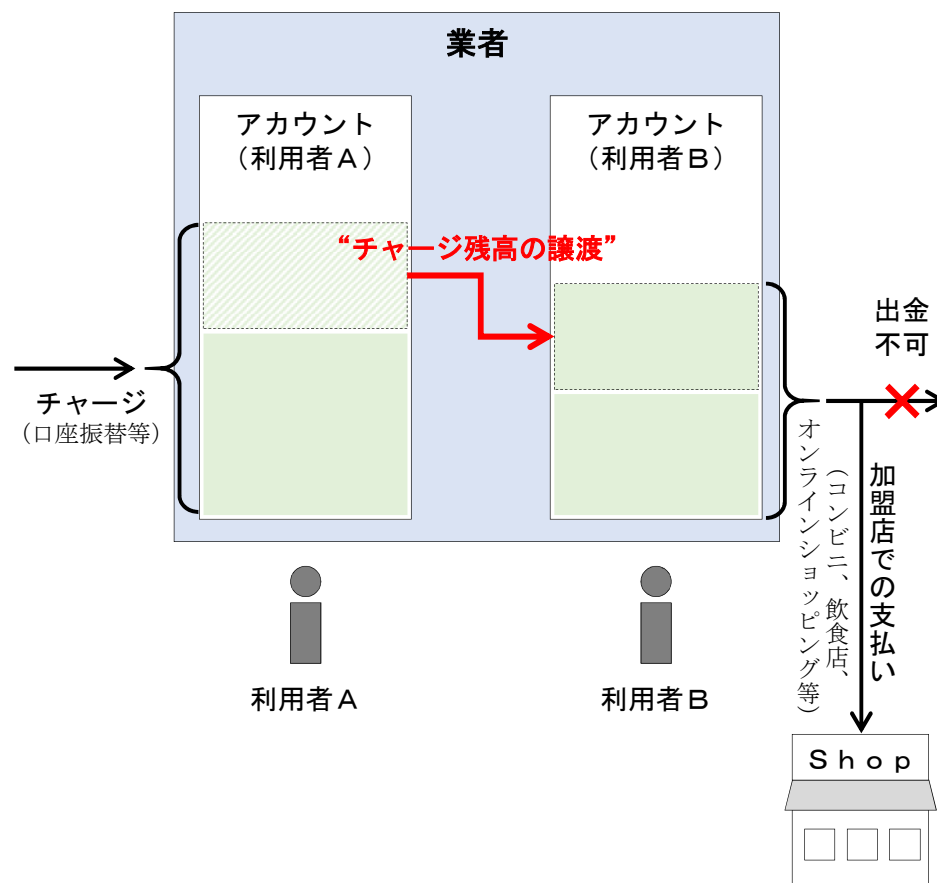 業者
アカウント
（利用者Ａ）
アカウント
（利用者Ｂ）
“チャージ残高の譲渡”
チャージ
（口座振替等）
出金
不可
加盟店での支払い
（コンビニ、飲食店、
オンラインショッピング等）
利用者Ａ
利用者Ｂ
Ｓｈｏｐ